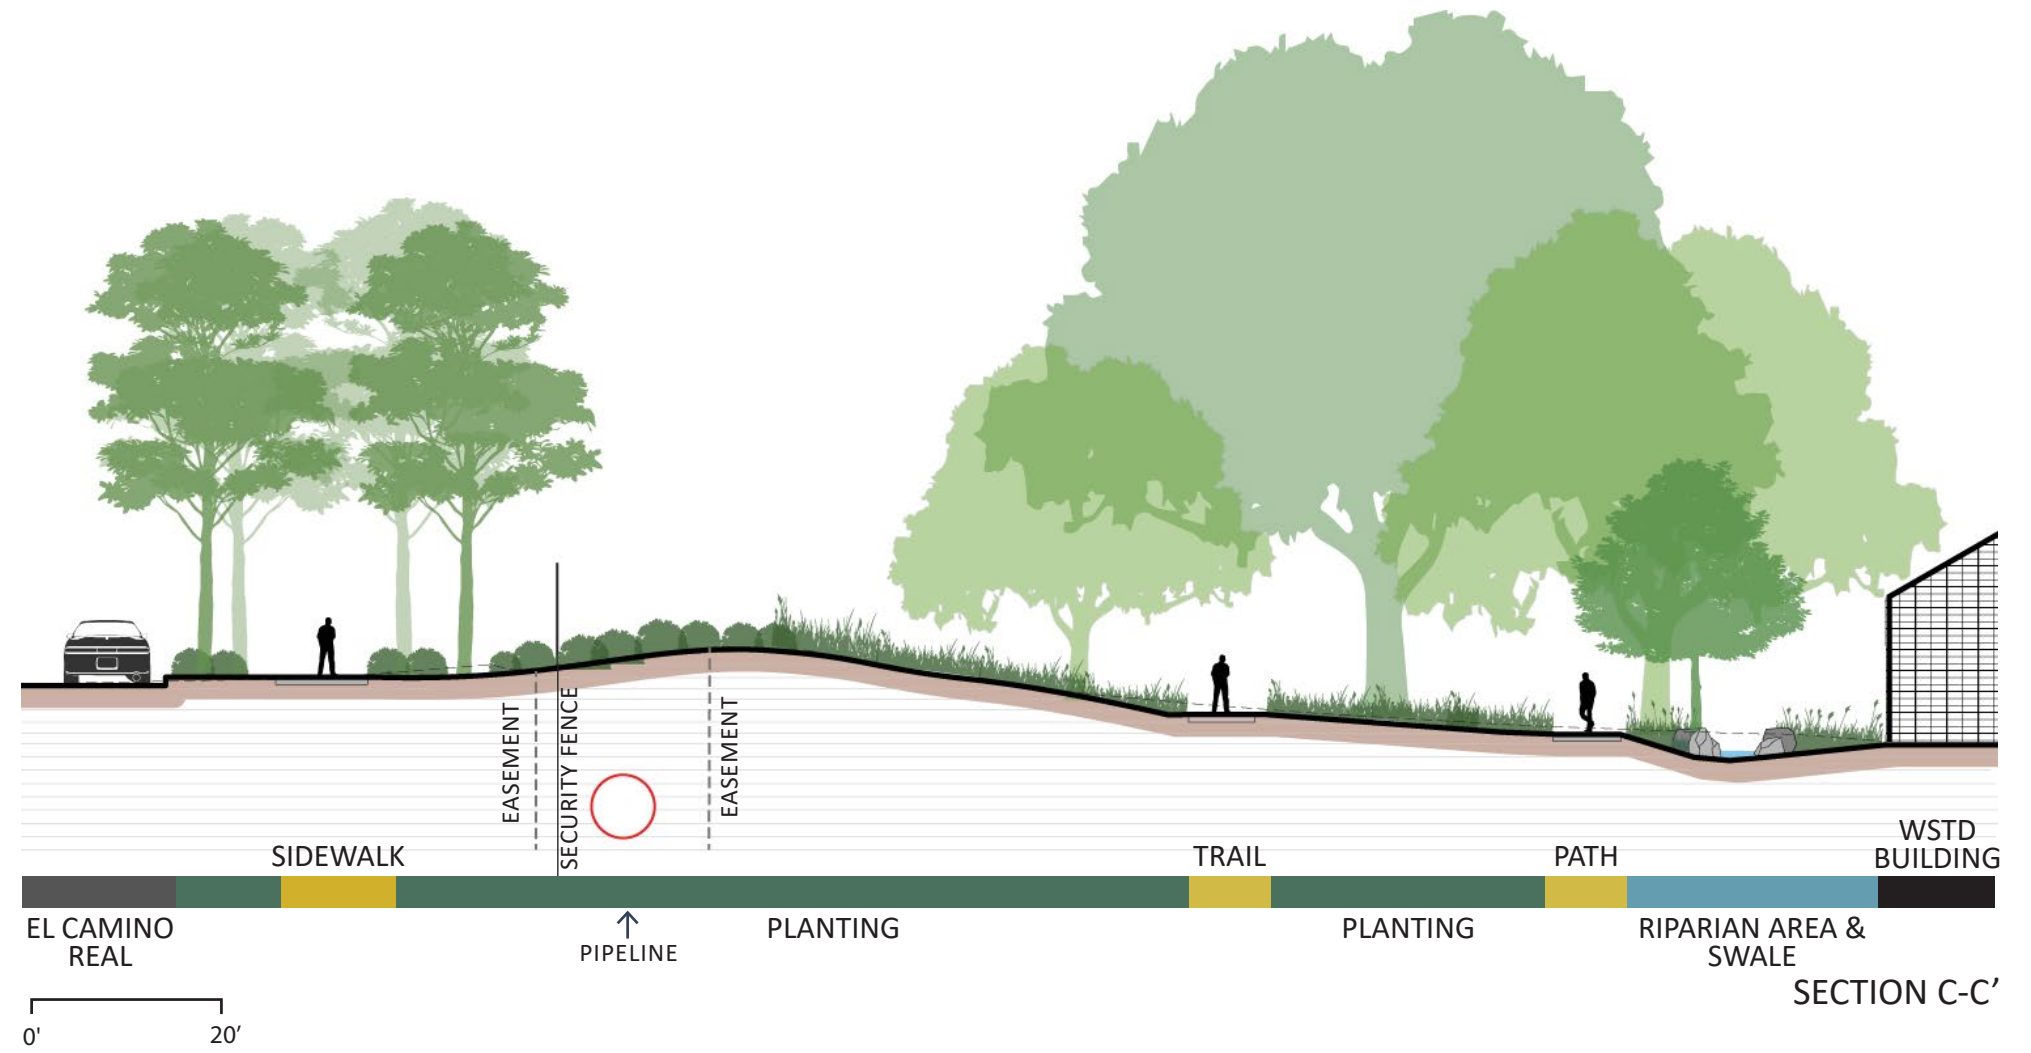 EASEMENT
SECURITY FENCE
EASEMENT
SIDEWALK
TRAIL
PATH
WSTD
BUILDING
EL CAMINO
REAL
PIPELINE
PLANTING
PLANTING
RIPARIAN AREA &
SWALE
SECTION C-C’
0'
20’